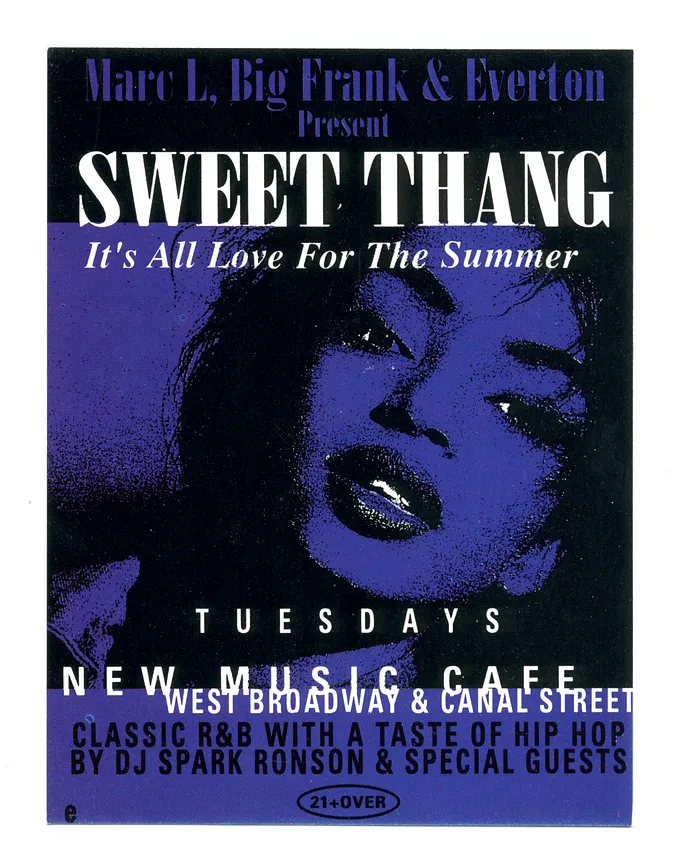 Marc L, Big Frank & Everton
Present
SWEET THANG
It's All Love For The Summer
TUESDAYS
NEW MUSIC CAFE
WEST BROADWAY & CANAL STREET
CLASSIC R&B WITH A TASTE OF HIP HOP
BY DJ SPARK RONSON & SPECIAL GUESTS
21+OVER
e